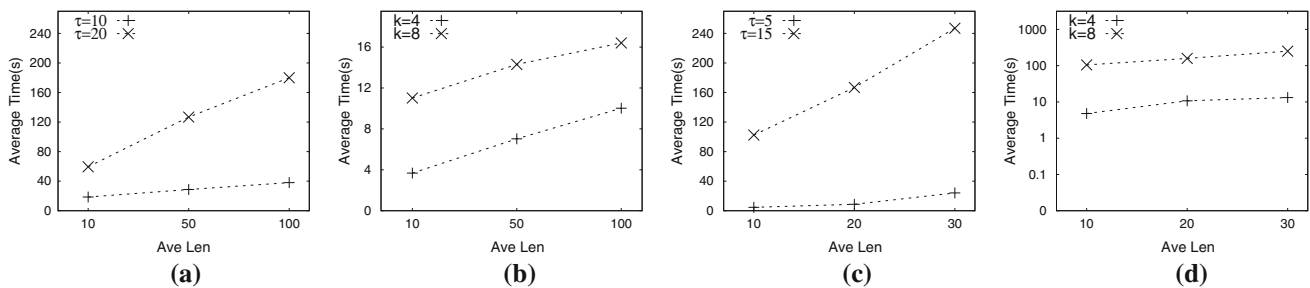 τ=10
τ=20
240
200
160
120
80
40
0
Average Time(s)
10 50 100
Ave Len
(a)
k=4
k=8
16
12
8
4
0
Average Time(s)
10 50 100
Ave Len
(b)
τ=5
τ=15
240
200
160
120
80
40
0
Average Time(s)
10 20 30
Ave Len
(c)
k=4
k=8
1000
100
10
1
0.1
0
Average Time(s)
10 20 30
Ave Len
(d)